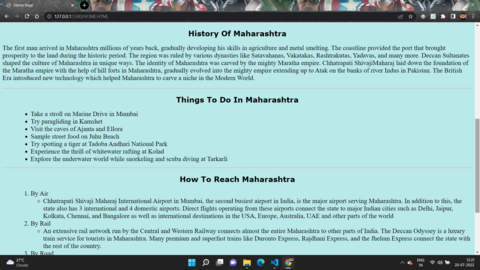 Home Page
127.0.0.1:5500/HOME.HTML
History Of Maharashtra
The first man arrived in Maharashtra millions of years back, gradually developing his skills in agriculture and metal smelting. The coastline provided the port that brought
prosperity to the land during the historic period. The region was ruled by various dynasties like Satavahanas, Vakatakas, Rashtrakutas, Yadavas, and many more. Deccan Sultanates
shaped the culture of Maharashtra in unique ways. The identity of Maharashtra was carved by the mighty Maratha empire. Chhatrapati ShivajiMaharaj laid down the foundation of
the Maratha empire with the help of hill forts in Maharashtra, gradually evolved into the mighty empire extending up to Atak on the banks of river Indus in Pakistan. The British
Era introduced new technology which helped Maharashtra to carve a niche in the Modern World.
Things To Do In Maharashtra
Take a stroll on Marine Drive in Mumbai
Try paragliding in Kamshet
Visit the caves of Ajanta and Ellora
Sample street food on Juhu Beach
Try spotting a tiger at Tadoba Andhari National Park
Experience the thrill of whitewater rafting at Kolad
Explore the underwater world while snorkeling and scuba diving at Tarkarli
How To Reach Maharashtra
1. By Air
Chhatrapati Shivaji Maharaj International Airport in Mumbai, the second busiest airport in India, is the major airport serving Maharashtra. In addition to this, the
state also has 3 international and 4 domestic airports. Direct flights operating from these airports connect the state to major Indian cities such as Delhi, Jaipur,
Kolkata, Chennai, and Bangalore as well as international destinations in the USA, Europe, Australia, UAE and other parts of the world
2. By Rail
An extensive rail network run by the Central and Western Railway connects almost the entire Maharashtra to other parts of India. The Deccan Odyssey is a luxury
train service for tourists in Maharashtra. Many premium and superfast trains like Duronto Express, Rajdhani Express, and the Jhelum Express connect the state with
the rest of the country.
3. By Road
27°C
Cloudy
ENG
IN
12:21
20-07-2022